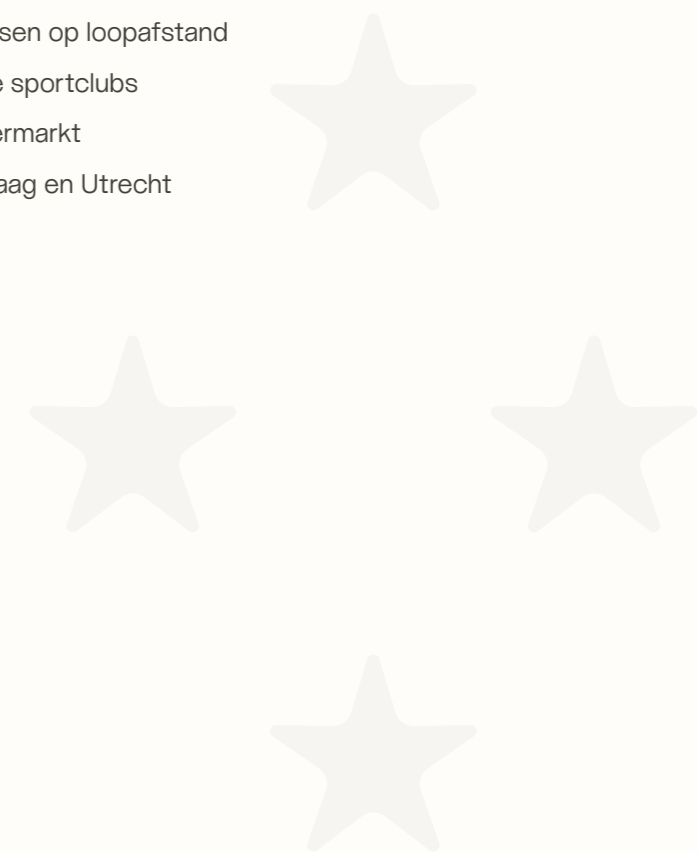 sen op loopafstand
e sportclubs
ermarkt
aag en Utrecht